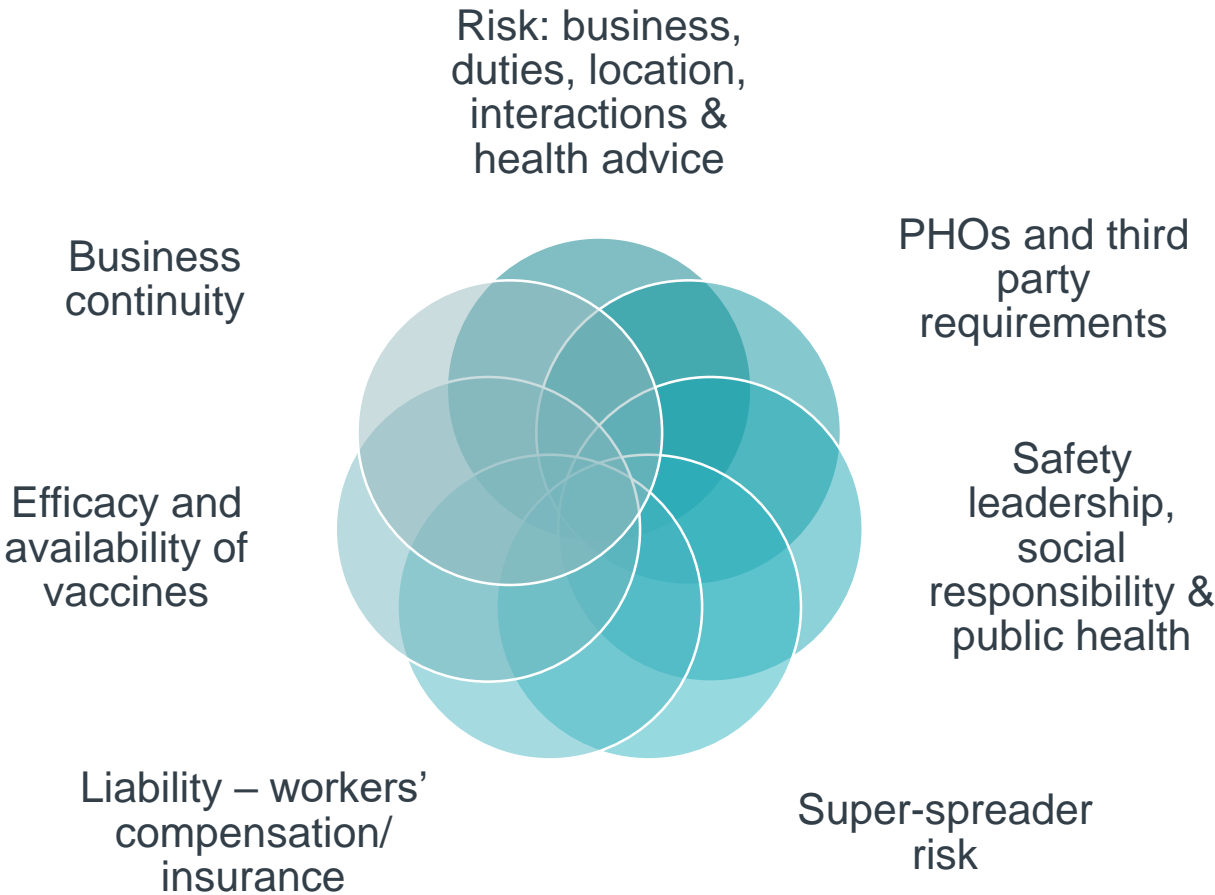 Risk: business,
duties, location,
interactions &
health advice
PHOs and third
party
requirements
Safety
leadership,
social
responsibility &
public health
Super-spreader
risk
Liability – workers’
compensation/
insurance
Efficacy and
availability of
vaccines
Business
continuity